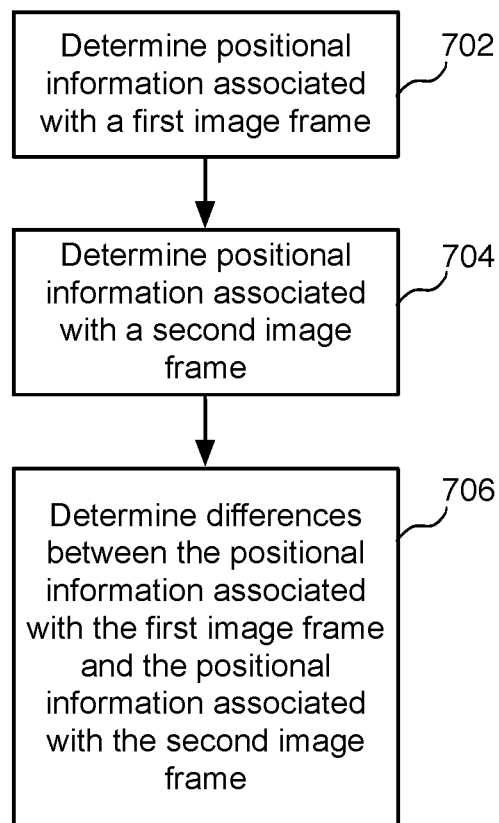 Determine positional
information associated
with a first image frame
702
Determine positional
information associated
with a second image
frame
704
Determine differences
between the positional
information associated
with the first image frame
and the positional
information associated
with the second image
frame
706